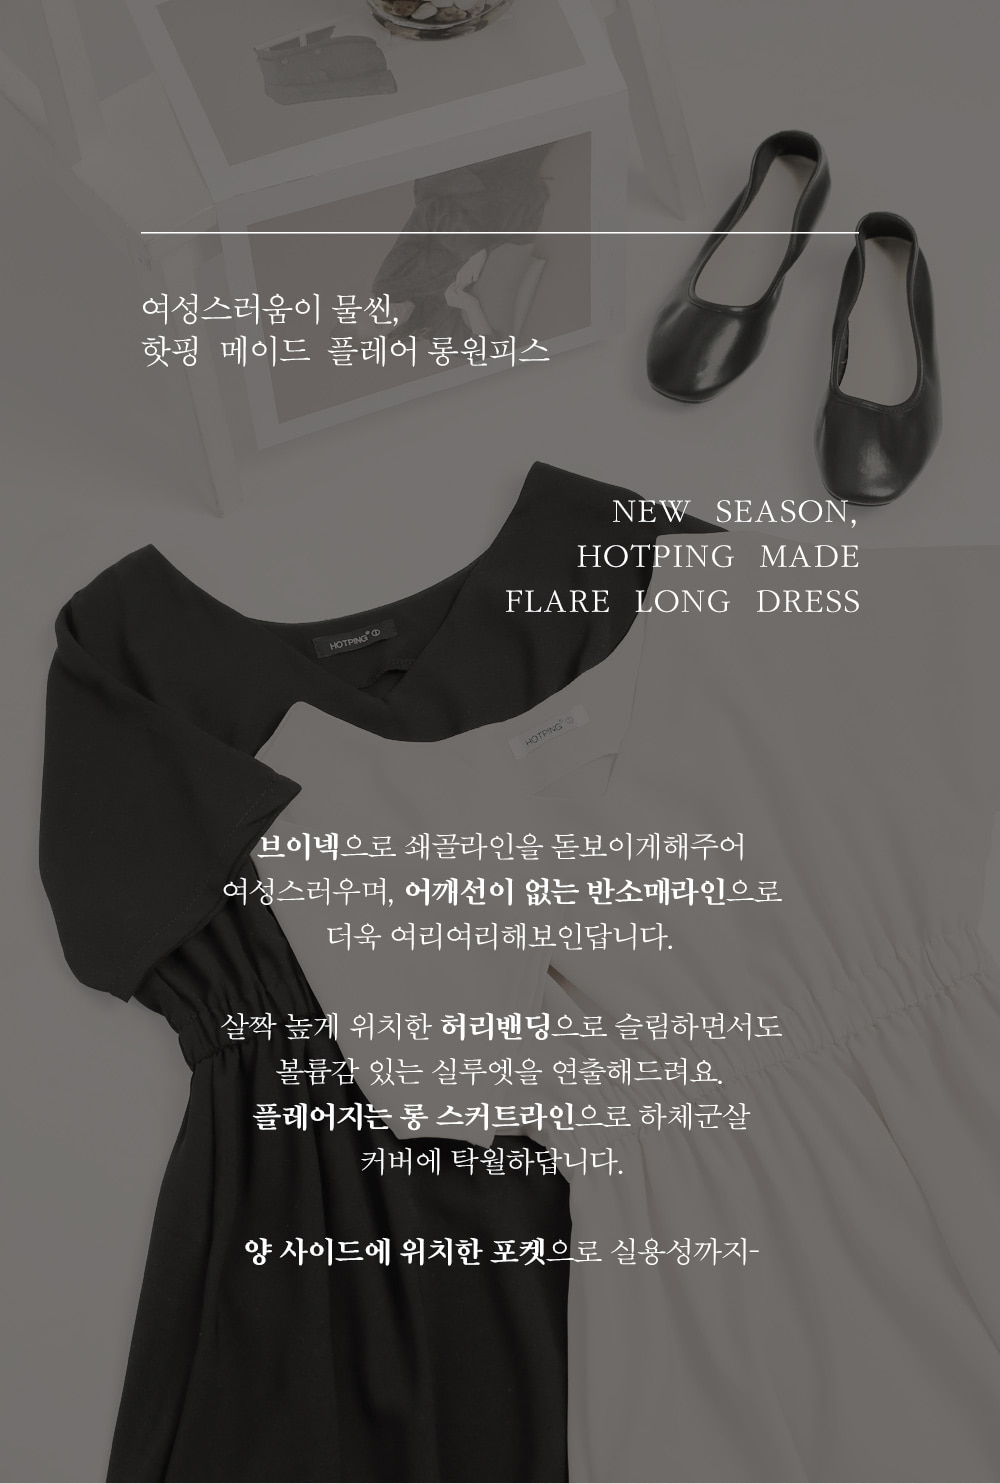 여성스러움이 물씬,
핫핑 메이드 플레어 롱원피스
NEW SEASON,
HOTPING MADE
FLARE LONG DRESS
HOTPING
HOTPING
브이넥으로 쇄골라인을 돋보이게해주어
여성스러우며, 어깨선이 없는 반소매라인으로
더욱 여리여리해보인답니다.
살짝 높게 위치한 허리밴딩으로 슬림하면서도
볼륨감 있는 실루엣을 연출해드려요.
플레어지는 롱 스커트라인으로 하체군살
커버에 탁월하답니다.
양 사이드에 위치한 포켓으로 실용성까지-